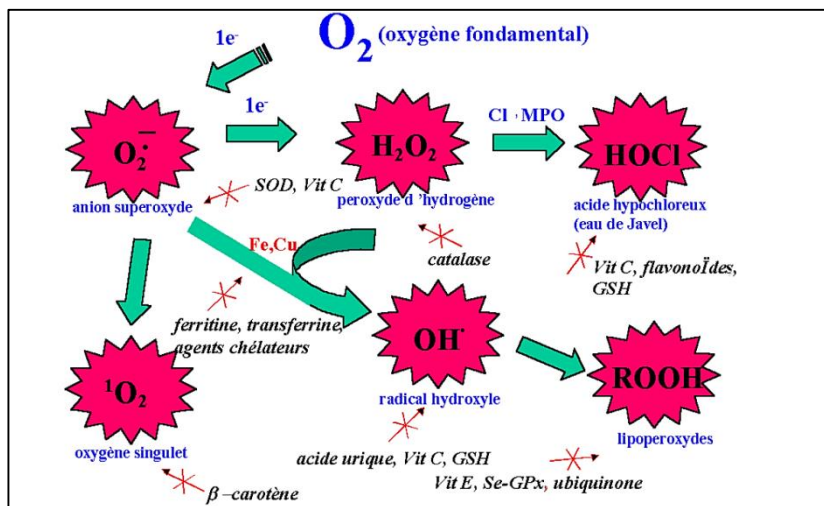 O₂ (oxygène fondamental)
1e⁻
1e⁻
Cl⁻, MPO
O₂·⁻
H₂O₂
HOCl
anion superoxyde
SOD, Vit C
peroxyde d ’hydrogène
acide hypochloreux
(eau de Javel)
Fe,Cu
catalase
Vit C, flavonoÏdes,
GSH
ferritine, transferrine,
agents chélateurs
¹O₂
OH·
ROOH
oxygène singulet
radical hydroxyle
lipoperoxydes
β –carotène
acide urique, Vit C, GSH
Vit E, Se-GPx, ubiquinone